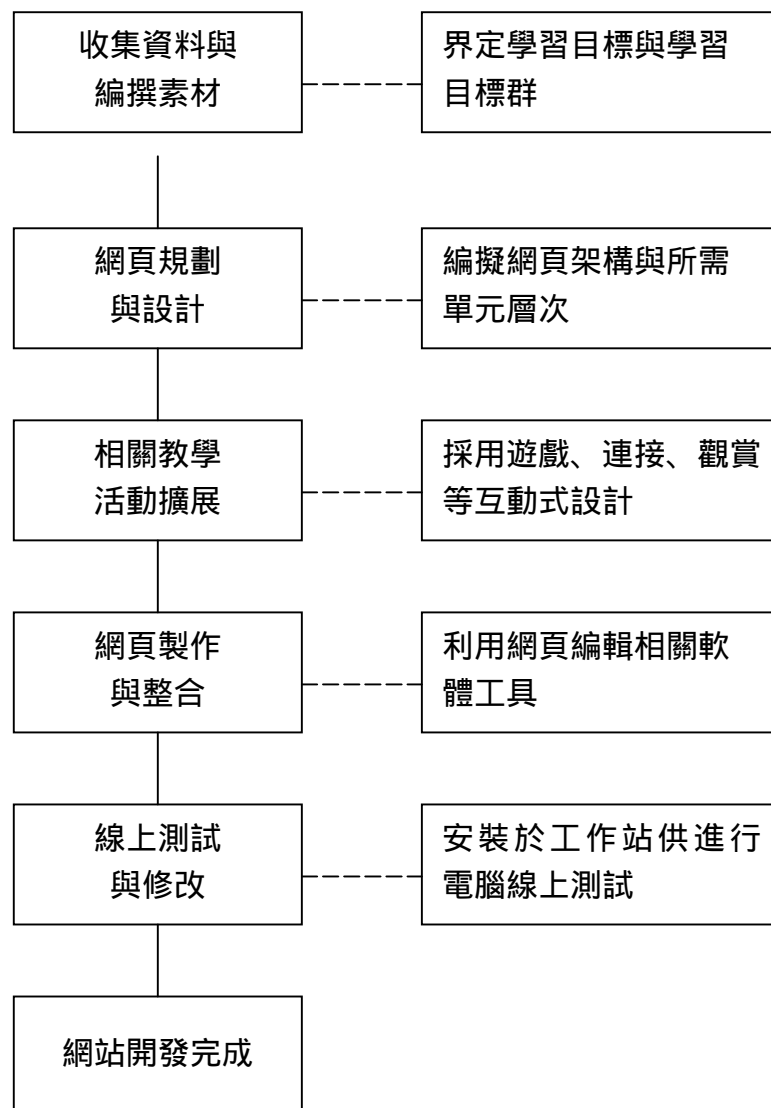 收集資料與
編撰素材
界定學習目標與學習
目標群
網頁規劃
與設計
編擬網頁架構與所需
單元層次
相關教學
活動擴展
採用遊戲、連接、觀賞
等互動式設計
網頁製作
與整合
利用網頁編輯相關軟
體工具
線上測試
與修改
安裝於工作站供進行
電腦線上測試
網站開發完成